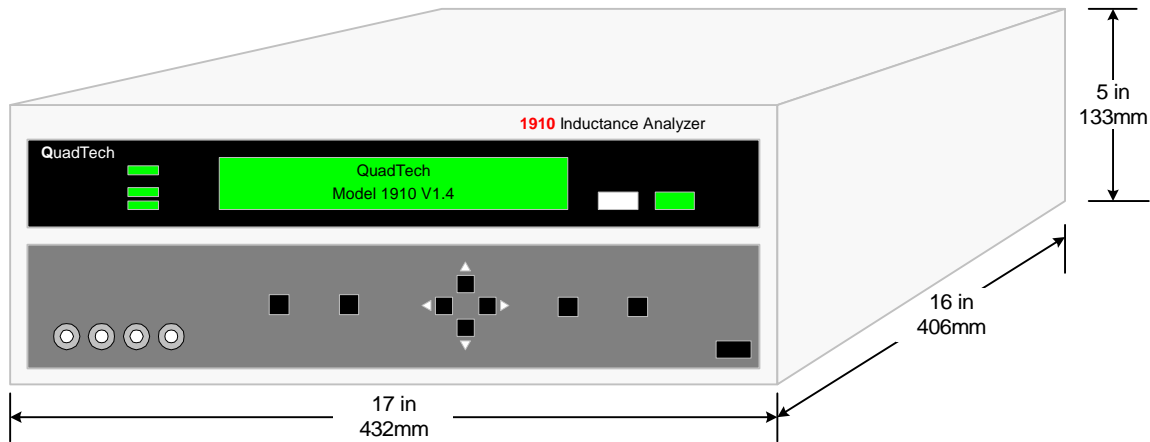 1910 Inductance Analyzer
QuadTech
QuadTech
Model 1910 V1.4
5 in
133mm
16 in
406mm
17 in
432mm